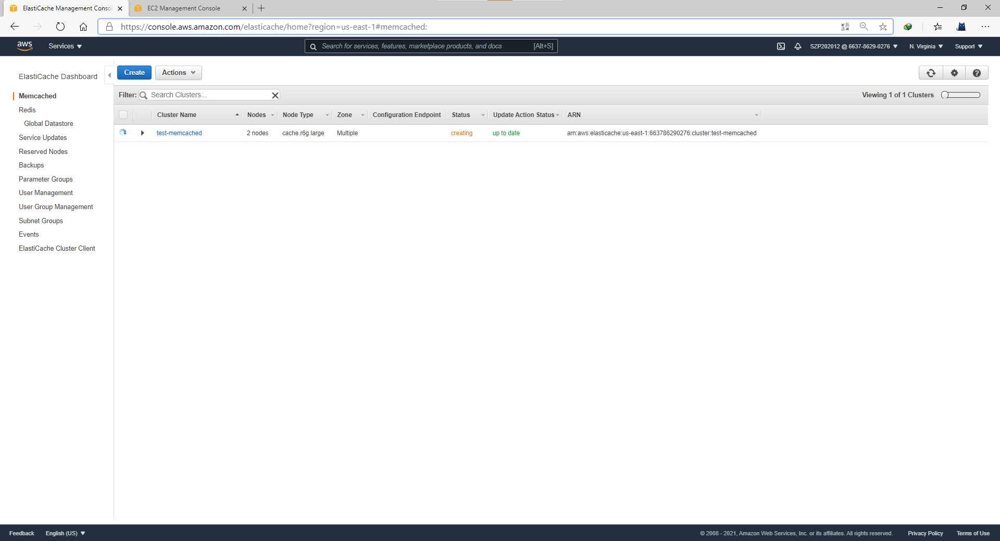 ElastiCache Management Consol
EC2 Management Console
https://console.aws.amazon.com/elasticache/home?region=us-east-1#memcached:
aws
Services
Search for services, features, marketplace products, and docs [Alt+S]
SZP202012 @ 6637-8629-0276
N. Virginia
Support
ElastiCache Dashboard
Memcached
Redis
Global Datastore
Service Updates
Reserved Nodes
Backups
Parameter Groups
User Management
User Group Management
Subnet Groups
Events
ElastiCache Cluster Client
Create Actions
Filter: Search Clusters... Viewing 1 of 1 Clusters
Cluster Name Nodes Node Type Zone Configuration Endpoint Status Update Action Status ARN
test-memcached 2 nodes cache.r6g.large Multiple creating up to date arn:aws:elasticache:us-east-1:663786290276:cluster:test-memcached
Feedback English (US) © 2008 - 2021, Amazon Web Services, Inc. or its affiliates. All rights reserved. Privacy Policy Terms of Use